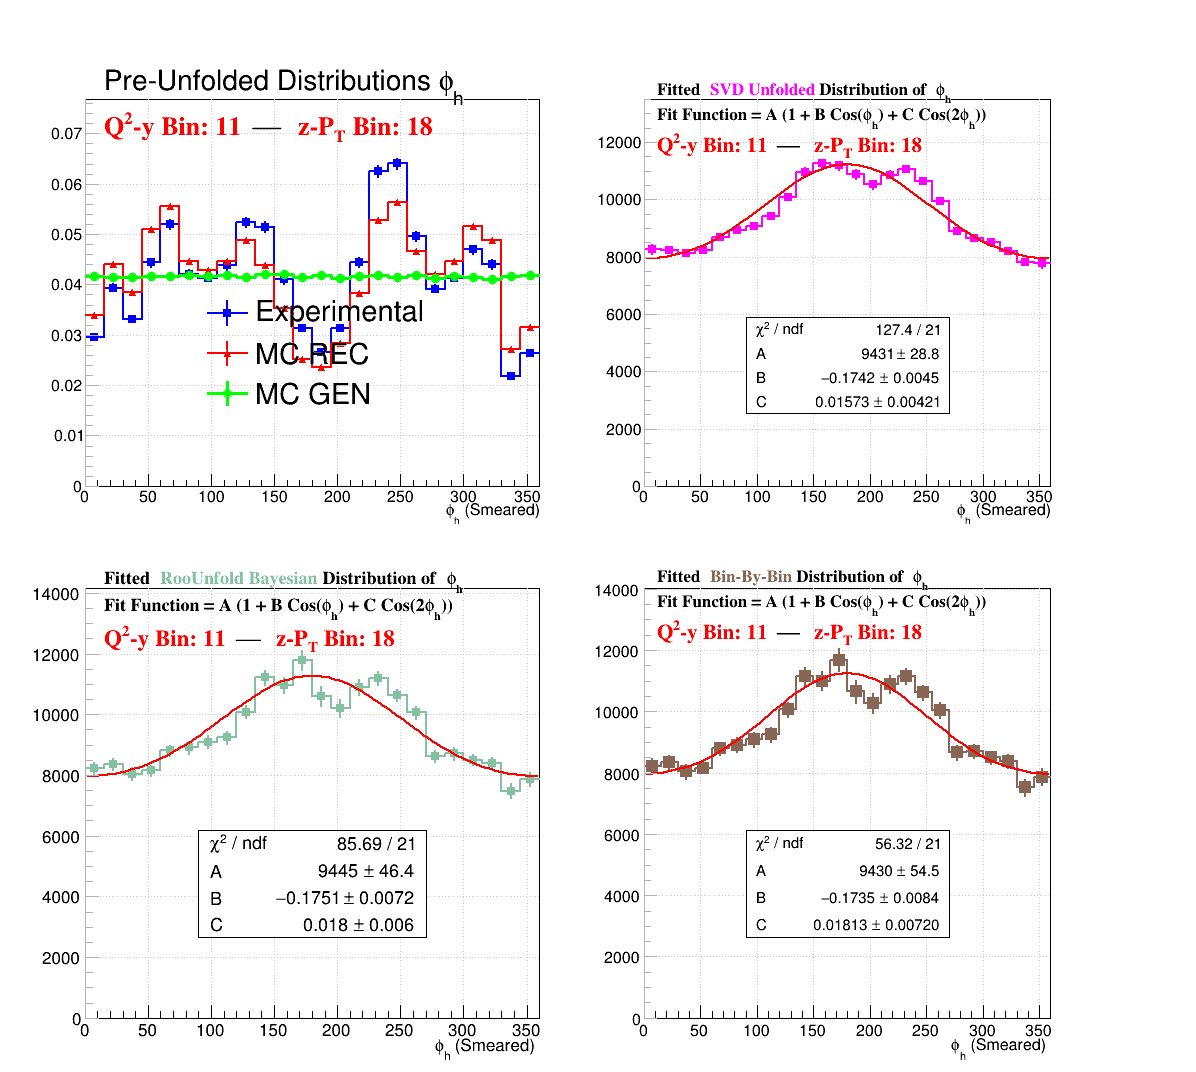 Pre-Unfolded Distributions ϕh
Q2-y Bin: 11 — z-PT Bin: 18
0.07
0.06
0.05
0.04
0.03
0.02
0.01
0
Experimental
MC REC
MC GEN
0 50 100 150 200 250 300 350
ϕh (Smeared)
Fitted SVD Unfolded Distribution of ϕh
Fit Function = A (1 + B Cos(ϕh) + C Cos(2ϕh))
Q2-y Bin: 11 — z-PT Bin: 18
12000
10000
8000
6000
4000
2000
0
χ2 / ndf 127.4 / 21
A 9431 ± 28.8
B −0.1742 ± 0.0045
C 0.01573 ± 0.00421
0 50 100 150 200 250 300 350
ϕh (Smeared)
Fitted RooUnfold Bayesian Distribution of ϕh
Fit Function = A (1 + B Cos(ϕh) + C Cos(2ϕh))
Q2-y Bin: 11 — z-PT Bin: 18
14000
12000
10000
8000
6000
4000
2000
0
χ2 / ndf 85.69 / 21
A 9445 ± 46.4
B −0.1751 ± 0.0072
C 0.018 ± 0.006
0 50 100 150 200 250 300 350
ϕh (Smeared)
Fitted Bin-By-Bin Distribution of ϕh
Fit Function = A (1 + B Cos(ϕh) + C Cos(2ϕh))
Q2-y Bin: 11 — z-PT Bin: 18
14000
12000
10000
8000
6000
4000
2000
0
χ2 / ndf 56.32 / 21
A 9430 ± 54.5
B −0.1735 ± 0.0084
C 0.01813 ± 0.00720
0 50 100 150 200 250 300 350
ϕh (Smeared)